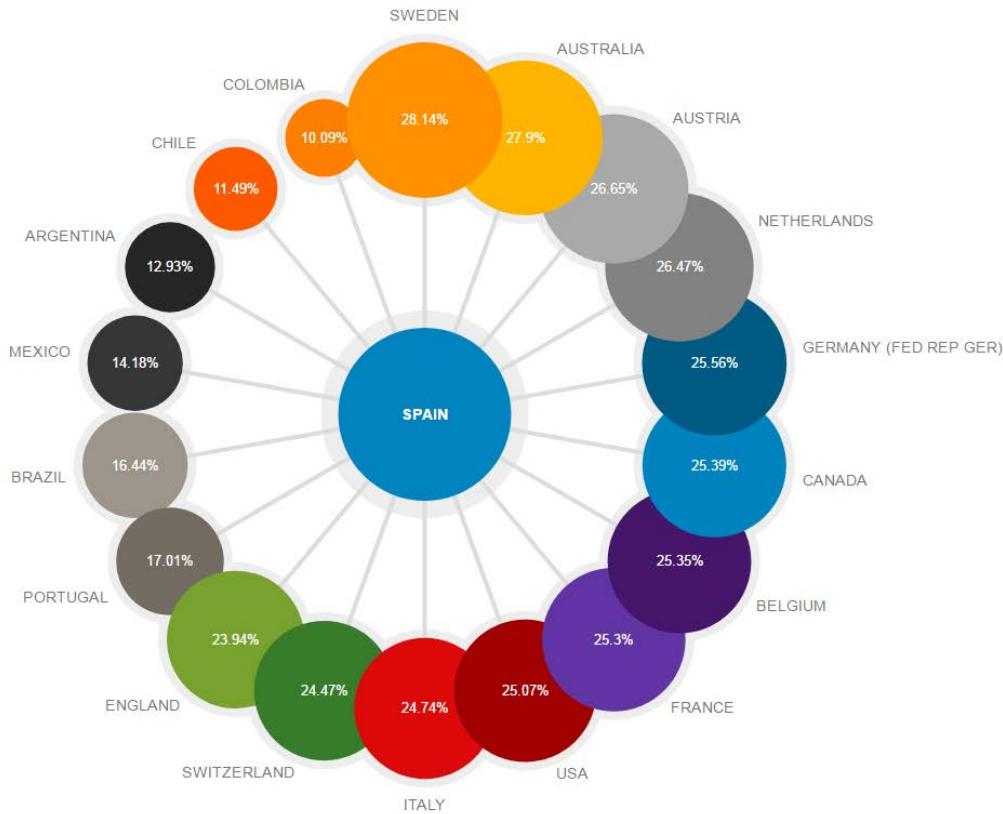 SWEDEN
28.14%
AUSTRALIA
27.9%
AUSTRIA
26.65%
NETHERLANDS
26.47%
GERMANY (FED REP GER)
25.56%
CANADA
25.39%
BELGIUM
25.35%
FRANCE
25.3%
USA
25.07%
ITALY
24.74%
SWITZERLAND
24.47%
ENGLAND
23.94%
PORTUGAL
17.01%
BRAZIL
16.44%
MEXICO
14.18%
ARGENTINA
12.93%
CHILE
11.49%
COLOMBIA
10.09%
SPAIN